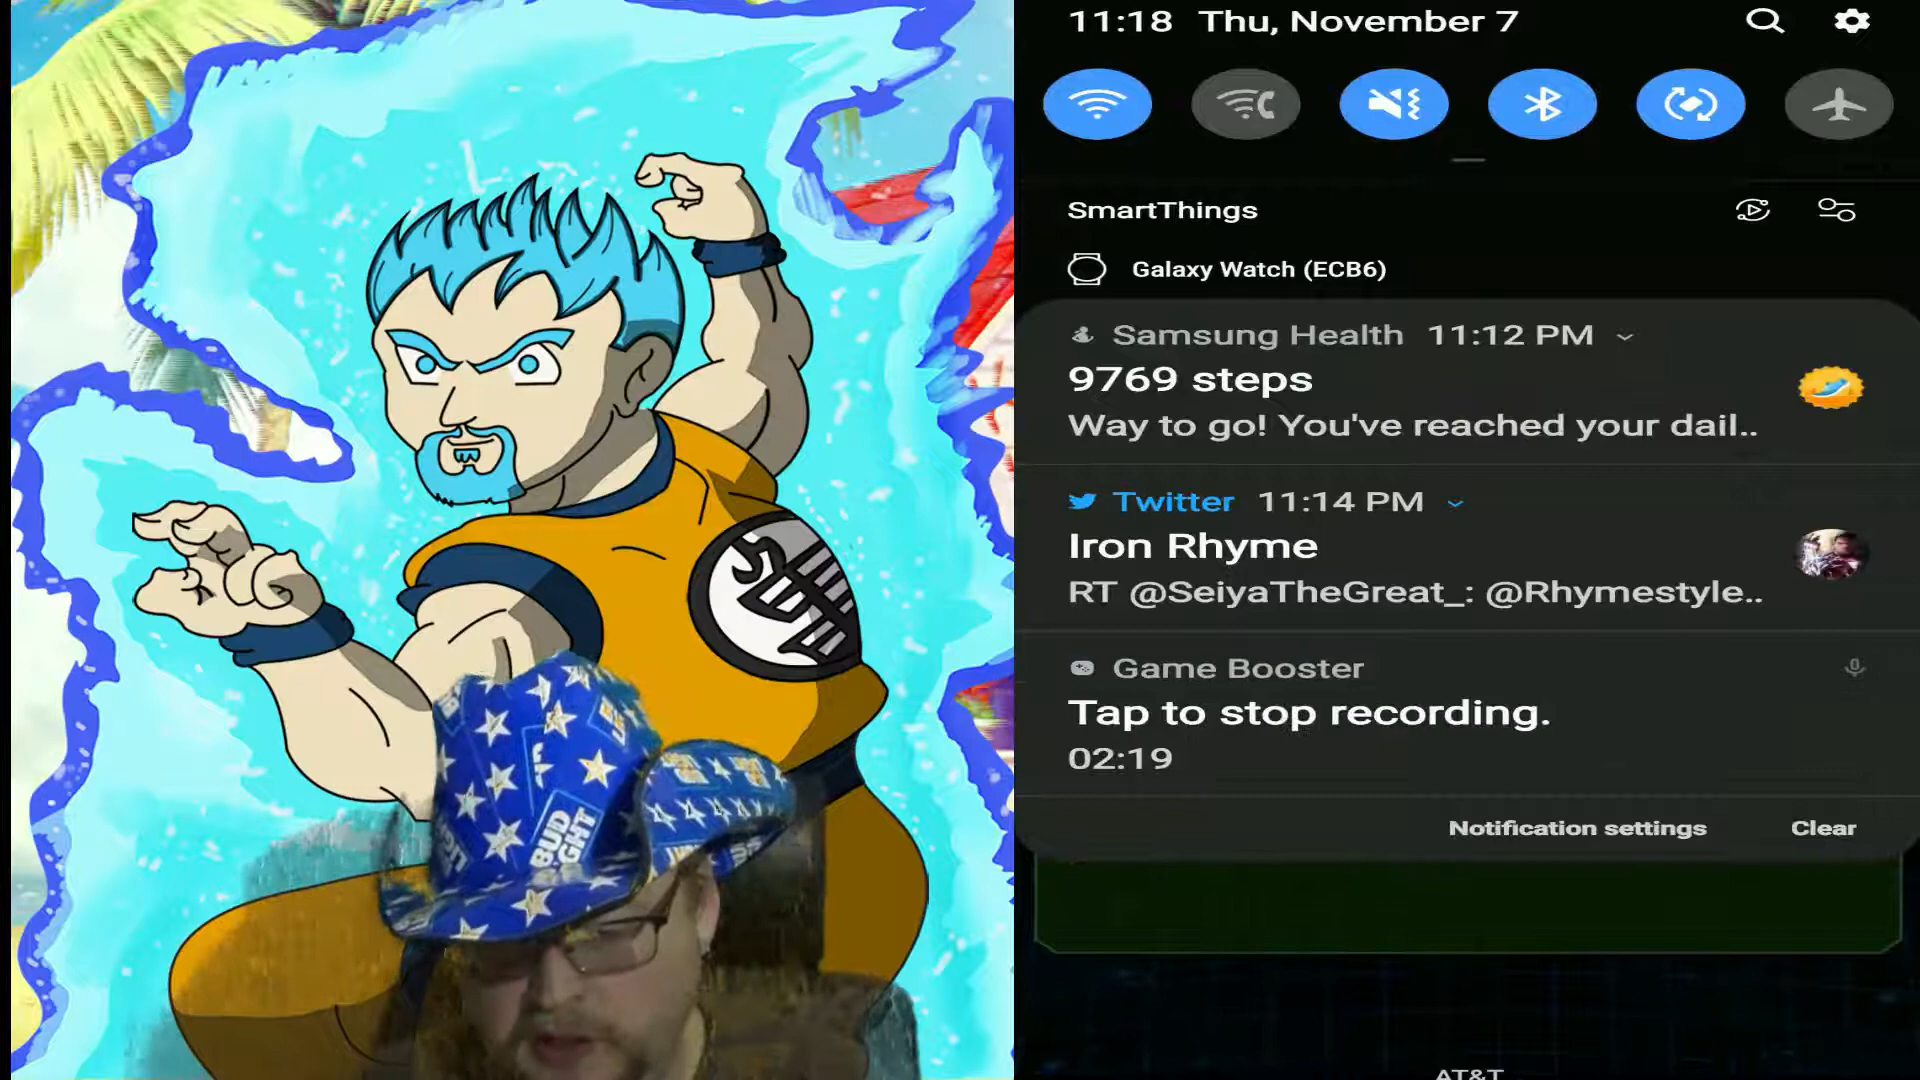 11:18 Thu, November 7
SmartThings
Galaxy Watch (ECB6)
Samsung Health 11:12 PM
9769 steps
Way to go! You've reached your dail..
Twitter 11:14 PM
Iron Rhyme
RT @SeiyaTheGreat_: @Rhymestyle..
Game Booster
Tap to stop recording.
02:19
Notification settings
Clear
AT&T
BUD